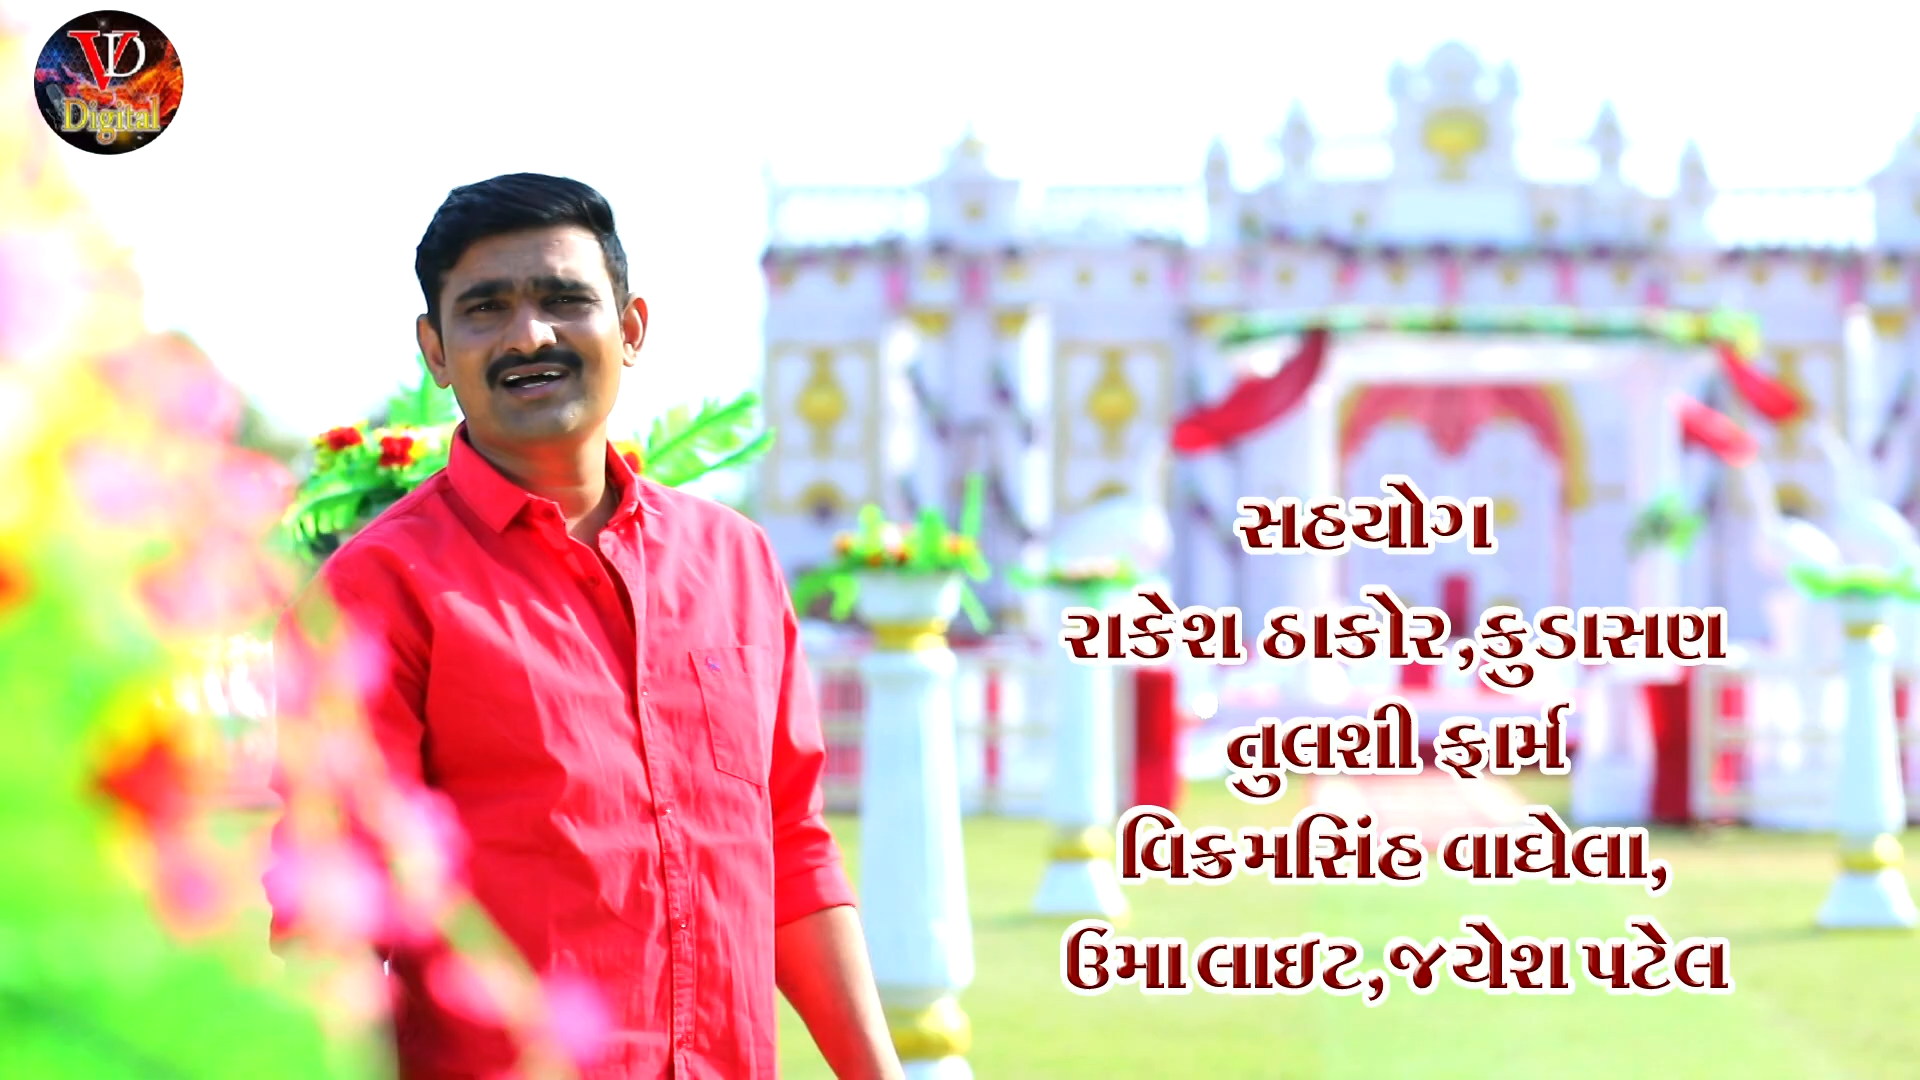 VD
Digital
સહયોગ
રાકેશ ઠાકોર,કુડાસણ
તુલશી ફાર્મ
વિક્રમસિંહ વાઘેલા,
ઉમા લાઇટ,જયેશ પટેલ